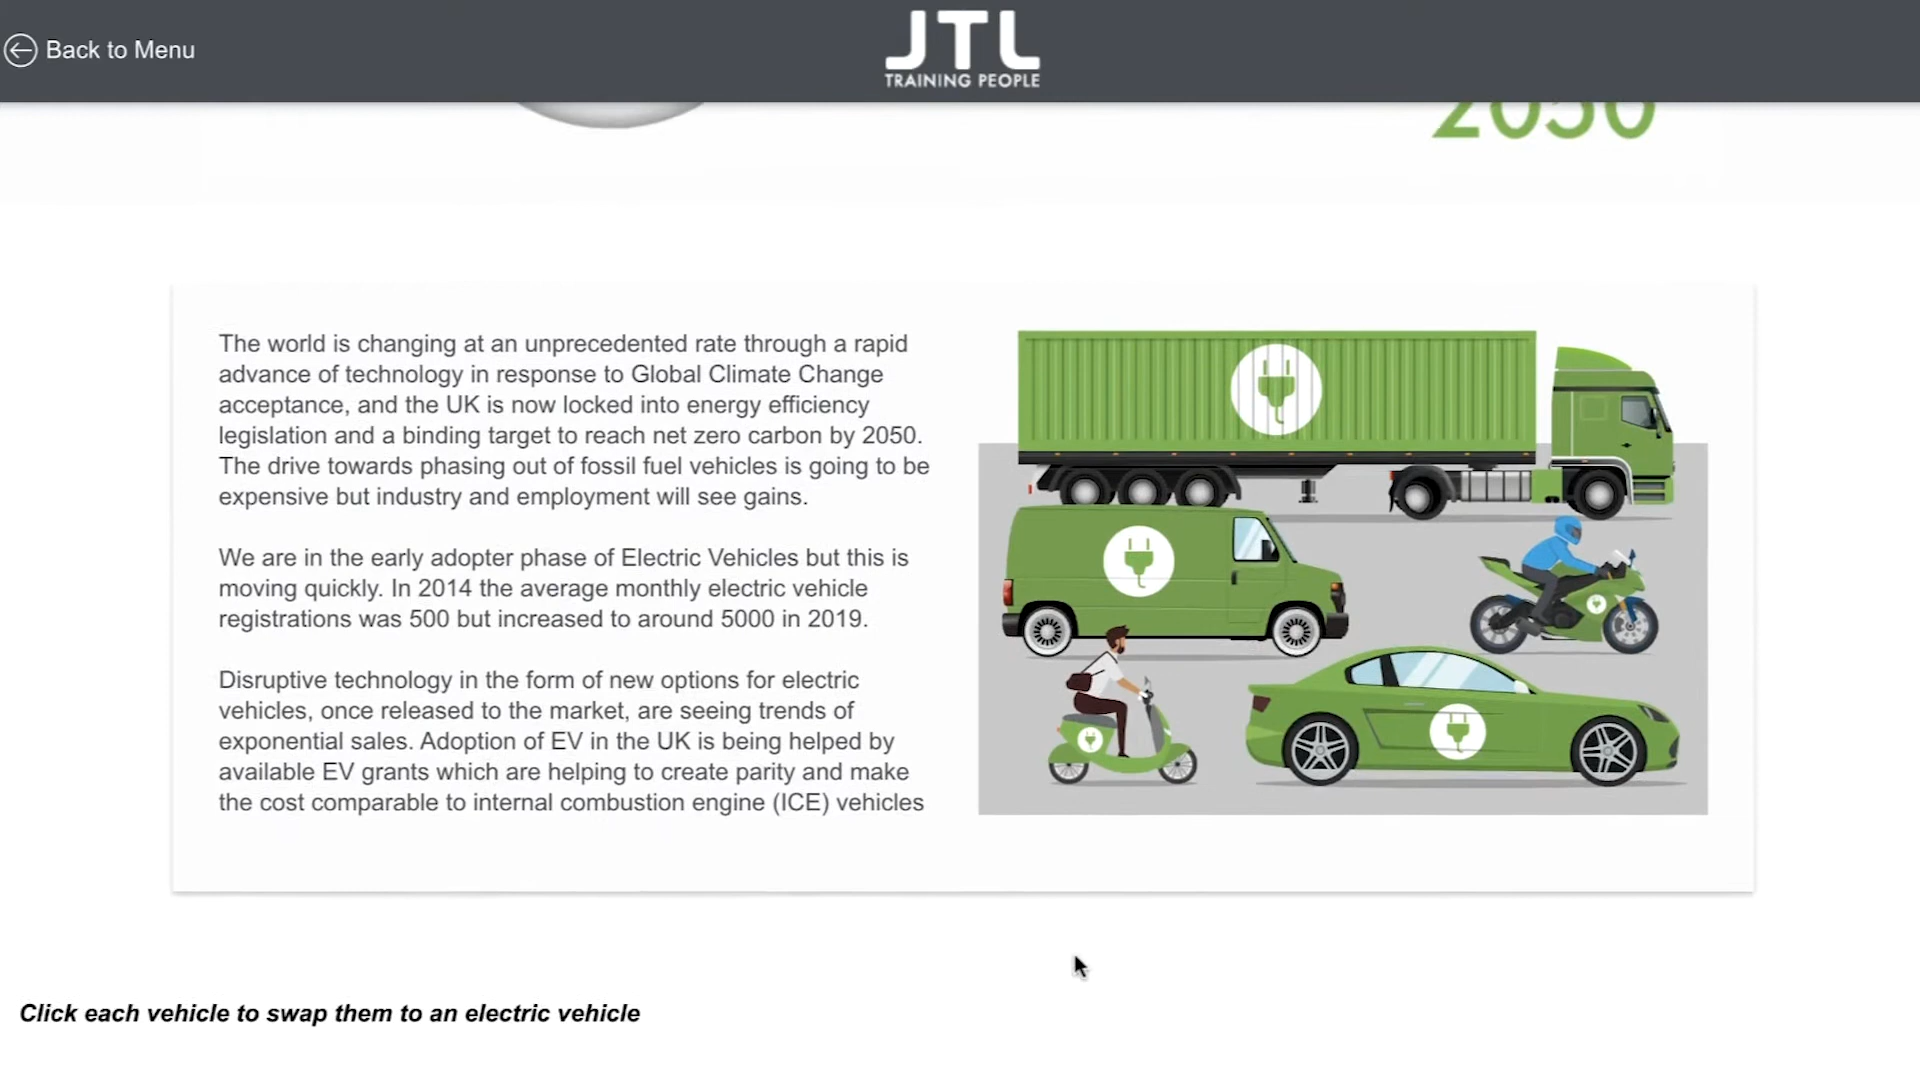 Back to Menu
JTL
TRAINING PEOPLE
2050
The world is changing at an unprecedented rate through a rapid
advance of technology in response to Global Climate Change
acceptance, and the UK is now locked into energy efficiency
legislation and a binding target to reach net zero carbon by 2050.
The drive towards phasing out of fossil fuel vehicles is going to be
expensive but industry and employment will see gains.
We are in the early adopter phase of Electric Vehicles but this is
moving quickly. In 2014 the average monthly electric vehicle
registrations was 500 but increased to around 5000 in 2019.
Disruptive technology in the form of new options for electric
vehicles, once released to the market, are seeing trends of
exponential sales. Adoption of EV in the UK is being helped by
available EV grants which are helping to create parity and make
the cost comparable to internal combustion engine (ICE) vehicles
Click each vehicle to swap them to an electric vehicle